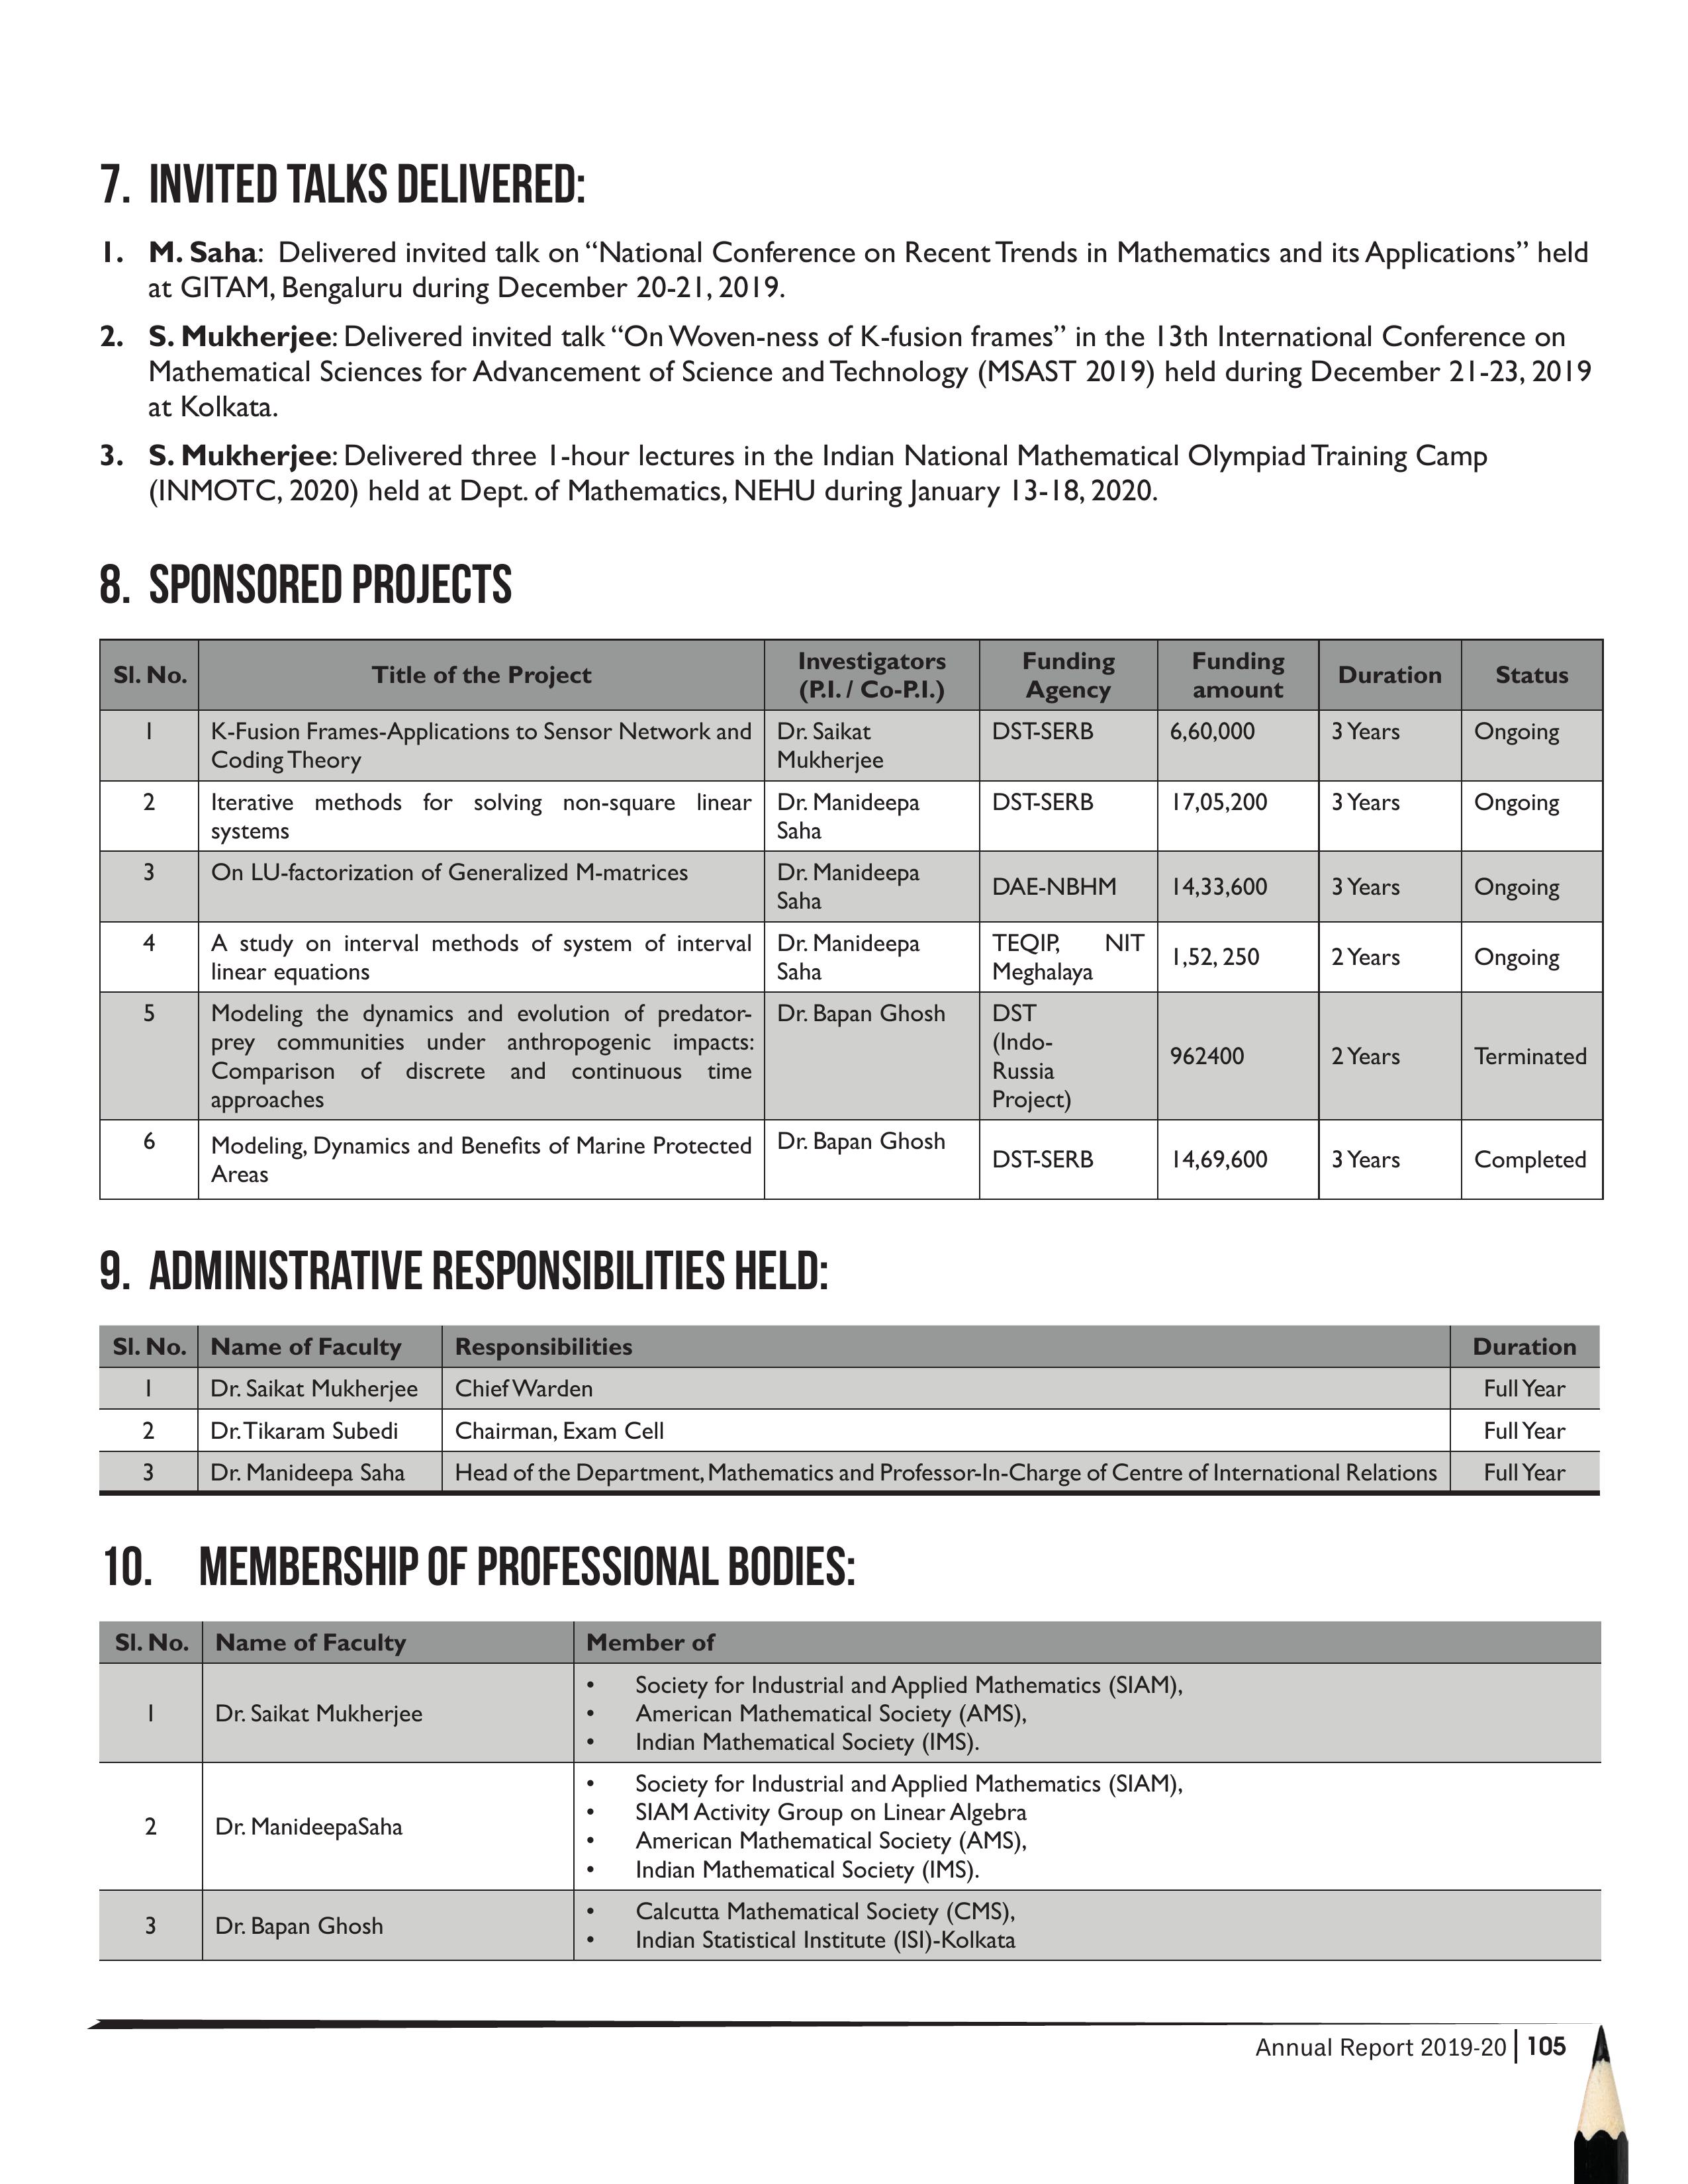 7. INVITED TALKS DELIVERED:
1. M. Saha: Delivered invited talk on “National Conference on Recent Trends in Mathematics and its Applications” held
at GITAM, Bengaluru during December 20-21, 2019.
2. S. Mukherjee: Delivered invited talk “On Woven-ness of K-fusion frames” in the 13th International Conference on
Mathematical Sciences for Advancement of Science and Technology (MSAST 2019) held during December 21-23, 2019
at Kolkata.
3. S. Mukherjee: Delivered three 1-hour lectures in the Indian National Mathematical Olympiad Training Camp
(INMOTC, 2020) held at Dept. of Mathematics, NEHU during January 13-18, 2020.
8. SPONSORED PROJECTS
Sl. No. Title of the Project Investigators (P.I. / Co-P.I.) Funding Agency Funding amount Duration Status
1 K-Fusion Frames-Applications to Sensor Network and Dr. Saikat DST-SERB 6,60,000 3 Years Ongoing
Coding Theory Mukherjee
2 Iterative methods for solving non-square linear Dr. Manideepa DST-SERB 17,05,200 3 Years Ongoing
systems Saha
3 On LU-factorization of Generalized M-matrices Dr. Manideepa DAE-NBHM 14,33,600 3 Years Ongoing
Saha
4 A study on interval methods of system of interval Dr. Manideepa TEQIP, NIT 1,52, 250 2 Years Ongoing
linear equations Saha Meghalaya
5 Modeling the dynamics and evolution of predator- Dr. Bapan Ghosh DST
prey communities under anthropogenic impacts: (Indo- 962400 2 Years Terminated
Comparison of discrete and continuous time Russia
approaches Project)
6 Modeling, Dynamics and Benefits of Marine Protected Dr. Bapan Ghosh DST-SERB 14,69,600 3 Years Completed
Areas
9. ADMINISTRATIVE RESPONSIBILITIES HELD:
Sl. No. Name of Faculty Responsibilities Duration
1 Dr. Saikat Mukherjee Chief Warden Full Year
2 Dr. Tikaram Subedi Chairman, Exam Cell Full Year
3 Dr. Manideepa Saha Head of the Department, Mathematics and Professor-In-Charge of Centre of International Relations Full Year
10. MEMBERSHIP OF PROFESSIONAL BODIES:
Sl. No. Name of Faculty Member of
1 Dr. Saikat Mukherjee • Society for Industrial and Applied Mathematics (SIAM),
• American Mathematical Society (AMS),
• Indian Mathematical Society (IMS).
2 Dr. ManideepaSaha • Society for Industrial and Applied Mathematics (SIAM),
• SIAM Activity Group on Linear Algebra
• American Mathematical Society (AMS),
• Indian Mathematical Society (IMS).
3 Dr. Bapan Ghosh • Calcutta Mathematical Society (CMS),
• Indian Statistical Institute (ISI)-Kolkata
Annual Report 2019-20 | 105